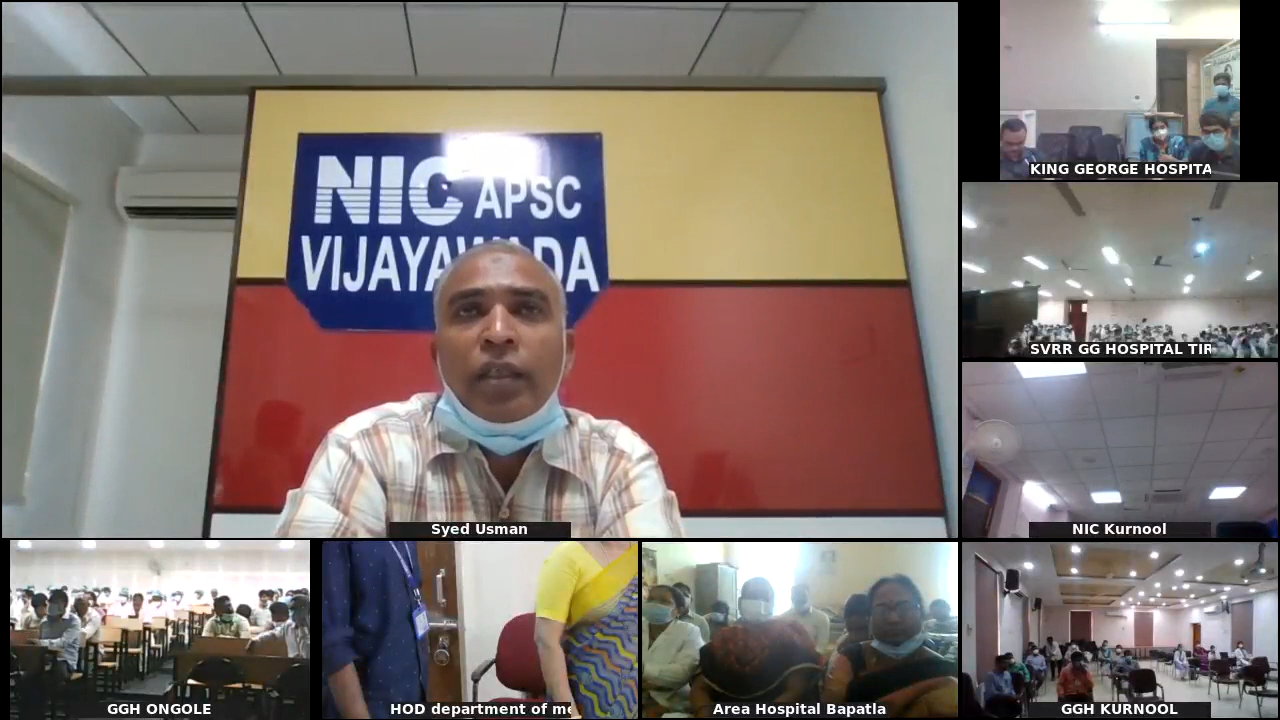 NIC APSC
VIJAYAWADA
Syed Usman
KING GEORGE HOSPITA
SVRR GG HOSPITAL TIR
NIC Kurnool
GGH ONGOLE
HOD department of me
Area Hospital Bapatla
GGH KURNOOL